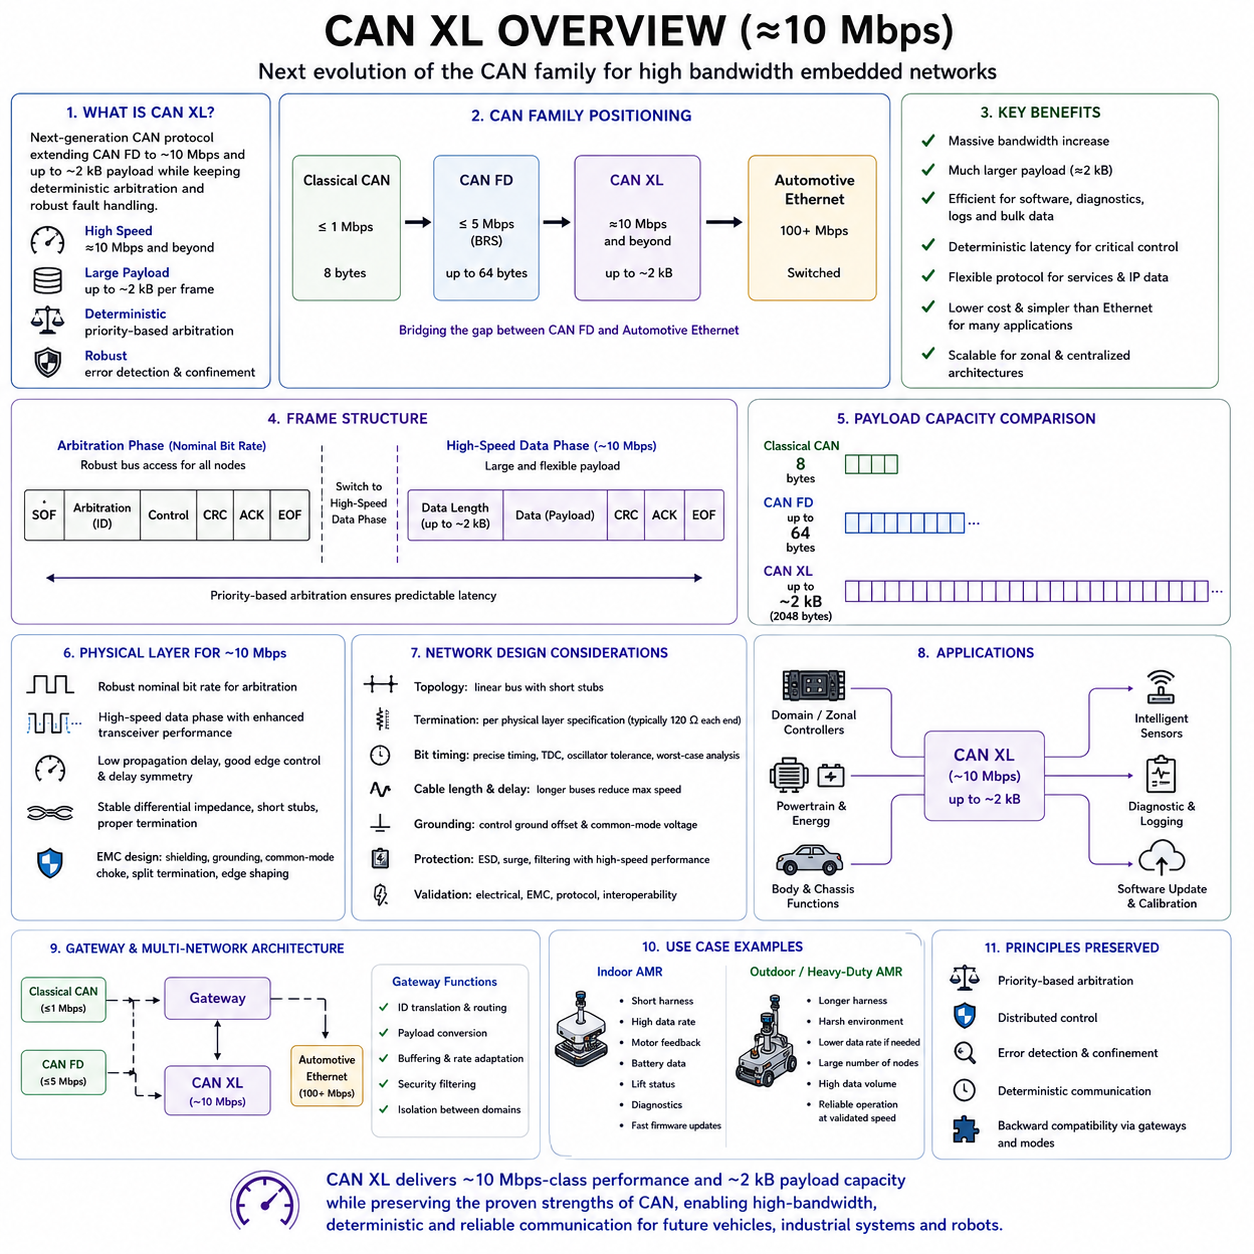 CAN XL OVERVIEW (≈10 Mbps)
Next evolution of the CAN family for high bandwidth embedded networks
1. WHAT IS CAN XL?
Next-generation CAN protocol
extending CAN FD to ~10 Mbps and
up to ~2 kB payload while keeping
deterministic arbitration and
robust fault handling.
High Speed
≈10 Mbps and beyond
Large Payload
up to ~2 kB per frame
Deterministic
priority-based arbitration
Robust
error detection & confinement
2. CAN FAMILY POSITIONING
Classical CAN
≤ 1 Mbps
8 bytes
CAN FD
≤ 5 Mbps
(BRS)
up to 64 bytes
CAN XL
≈10 Mbps
and beyond
up to ~2 kB
Automotive
Ethernet
100+ Mbps
Switched
Bridging the gap between CAN FD and Automotive Ethernet
3. KEY BENEFITS
Massive bandwidth increase
Much larger payload (≈2 kB)
Efficient for software, diagnostics,
logs and bulk data
Deterministic latency for critical control
Flexible protocol for services & IP data
Lower cost & simpler than Ethernet
for many applications
Scalable for zonal & centralized
architectures
4. FRAME STRUCTURE
Arbitration Phase (Nominal Bit Rate)
Robust bus access for all nodes
SOF
Arbitration
(ID)
Control
CRC
ACK
EOF
Switch to
High-Speed
Data Phase
High-Speed Data Phase (~10 Mbps)
Large and flexible payload
Data Length
(up to ~2 kB)
Data (Payload)
CRC
ACK
EOF
Priority-based arbitration ensures predictable latency
5. PAYLOAD CAPACITY COMPARISON
Classical CAN
8
bytes
CAN FD
up to
64
bytes
...
CAN XL
up to
~2 kB
(2048 bytes)
...
6. PHYSICAL LAYER FOR ~10 Mbps
Robust nominal bit rate for arbitration
High-speed data phase with enhanced
transceiver performance
Low propagation delay, good edge control
& delay symmetry
Stable differential impedance, short stubs,
proper termination
EMC design: shielding, grounding, common-mode
choke, split termination, edge shaping
7. NETWORK DESIGN CONSIDERATIONS
Topology: linear bus with short stubs
Termination: per physical layer specification (typically 120 Ω each end)
Bit timing: precise timing, TDC, oscillator tolerance, worst-case analysis
Cable length & delay: longer buses reduce max speed
Grounding: control ground offset & common-mode voltage
Protection: ESD, surge, filtering with high-speed performance
Validation: electrical, EMC, protocol, interoperability
8. APPLICATIONS
Domain / Zonal
Controllers
Powertrain &
Energg
Body & Chassis
Functions
CAN XL
(~10 Mbps)
up to ~2 kB
Intelligent
Sensors
Diagnostic &
Logging
Software Update
& Calibration
9. GATEWAY & MULTI-NETWORK ARCHITECTURE
Classical CAN
(≤1 Mbps)
CAN FD
(≤5 Mbps)
Gateway
CAN XL
(~10 Mbps)
Automotive
Ethernet
(100+ Mbps)
Gateway Functions
ID translation & routing
Payload conversion
Buffering & rate adaptation
Security filtering
Isolation between domains
10. USE CASE EXAMPLES
Indoor AMR
• Short harness
• High data rate
• Motor feedback
• Battery data
• Lift status
• Diagnostics
• Fast firmware updates
Outdoor / Heavy-Duty AMR
• Longer harness
• Harsh environment
• Lower data rate if needed
• Large number of nodes
• High data volume
• Reliable operation
at validated speed
11. PRINCIPLES PRESERVED
Priority-based arbitration
Distributed control
Error detection & confinement
Deterministic communication
Backward compatibility via gateways
and modes
CAN XL delivers ~10 Mbps-class performance and ~2 kB payload capacity
while preserving the proven strengths of CAN, enabling high-bandwidth,
deterministic and reliable communication for future vehicles, industrial systems and robots.